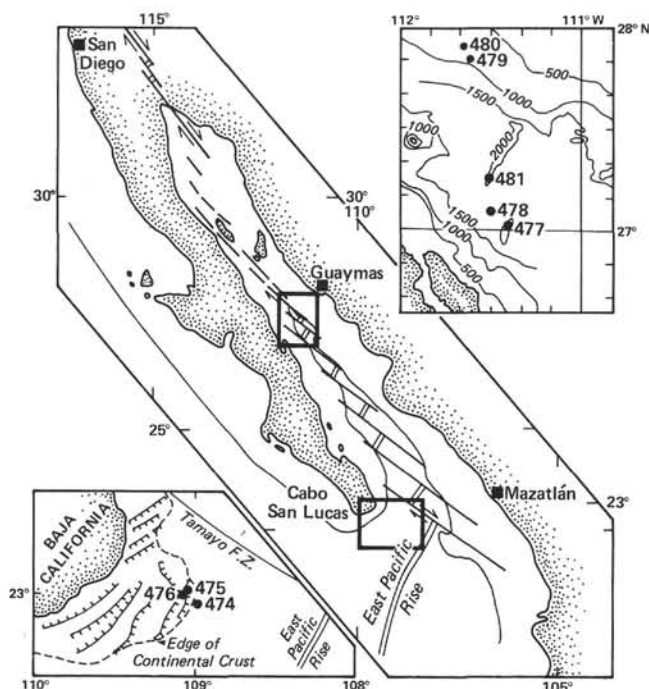 115°
San
Diego
30°
30°
110°
Guaymas
25°
Cabo
San Lucas
Mazatlán
23°
East Pacific
Rise
105°
112°
111° W
28° N
480
479
500
1000
1500
1000
2000
481
478
477
1500
1000
500
27°
BAJA
CALIFORNIA
Tamayo F. Z.
23°
476
475
474
Edge of
Continental Crust
East
Pacific
Rise
110°
109°
108°